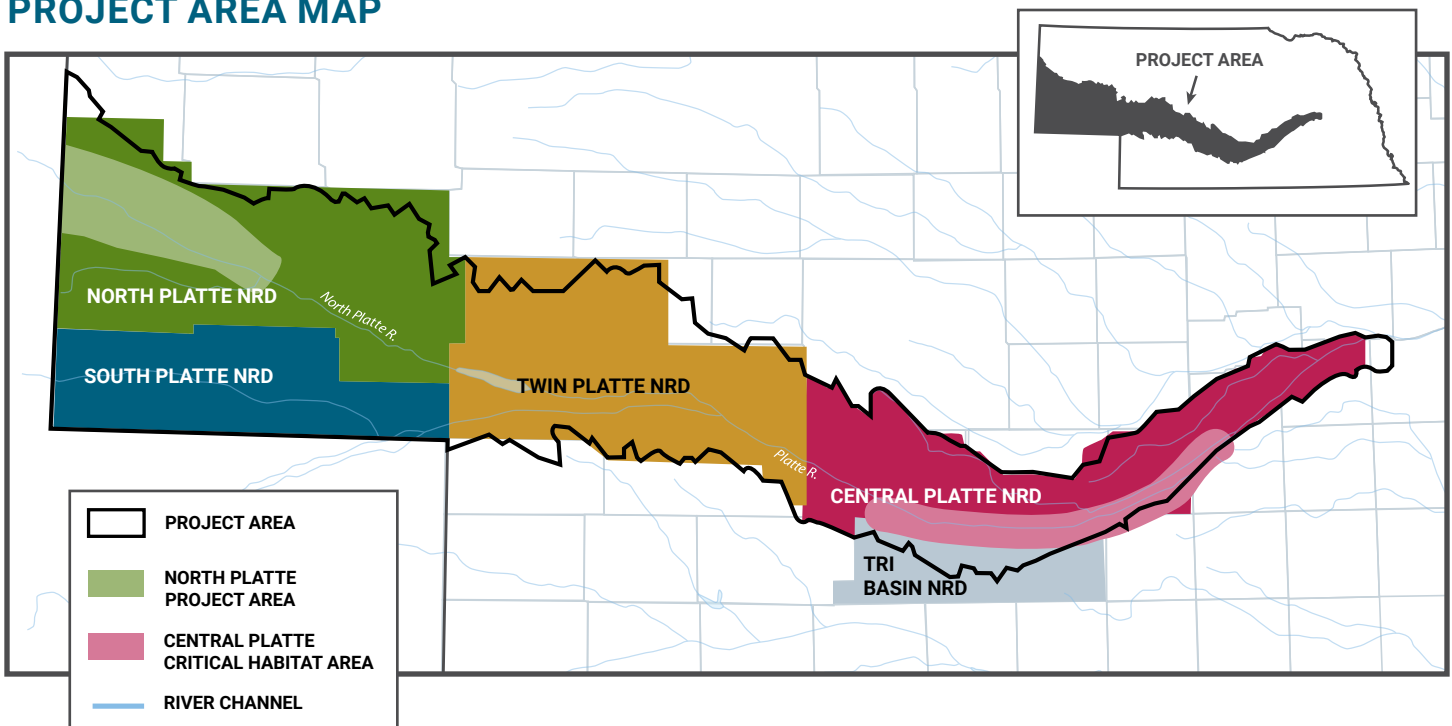 PROJECT AREA MAP
PROJECT AREA
NORTH PLATTE NRD
North Platte R.
SOUTH PLATTE NRD
TWIN PLATTE NRD
Platte R.
CENTRAL PLATTE NRD
TRI
BASIN NRD
PROJECT AREA
NORTH PLATTE
PROJECT AREA
CENTRAL PLATTE
CRITICAL HABITAT AREA
RIVER CHANNEL